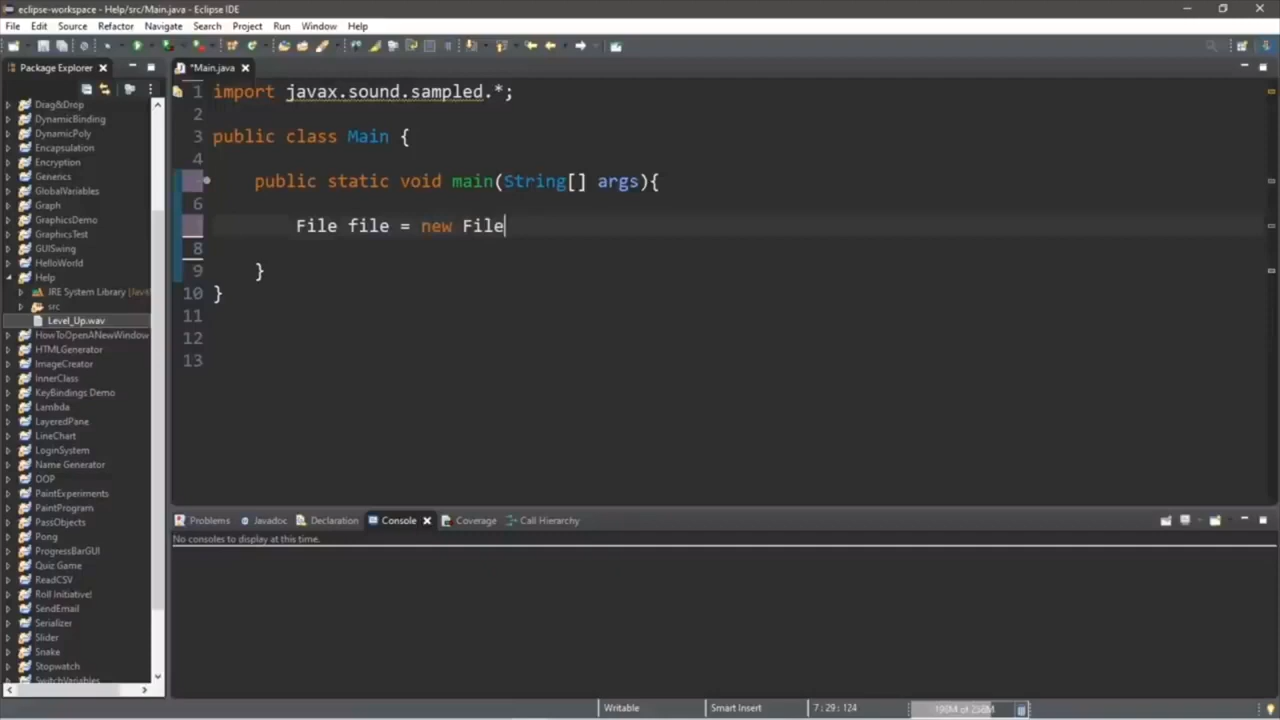 eclipse-workspace - Help/src/Main.java - Eclipse IDE
File Edit Source Refactor Navigate Search Project Run Window Help
Package Explorer
*Main.java
Drag&Drop
DynamicBinding
DynamicPoly
Encapsulation
Encryption
Generics
GlobalVariables
Graph
GraphicsDemo
GraphicsTest
GUISwing
HelloWorld
Help
JRE System Library [Java
src
Level_Up.wav
HowToOpenANewWindow
HTMLGenerator
ImageCreator
InnerClass
KeyBindings Demo
Lambda
LayeredPane
LineChart
LoginSystem
Name Generator
OOP
PaintExperiments
PaintProgram
PassObjects
Pong
ProgressBarGUI
Quiz Game
ReadCSV
Roll Initiative!
SendEmail
Serializer
Slider
Snake
Stopwatch
SwitchVariables
1 import javax.sound.sampled.*;
2
3 public class Main {
4
public static void main(String[] args){
6
File file = new File
8
9 }
10 }
11
12
13
Problems Javadoc Declaration Console Coverage Call Hierarchy
No consoles to display at this time.
Writable Smart Insert 7 : 29 : 124 198M of 258M